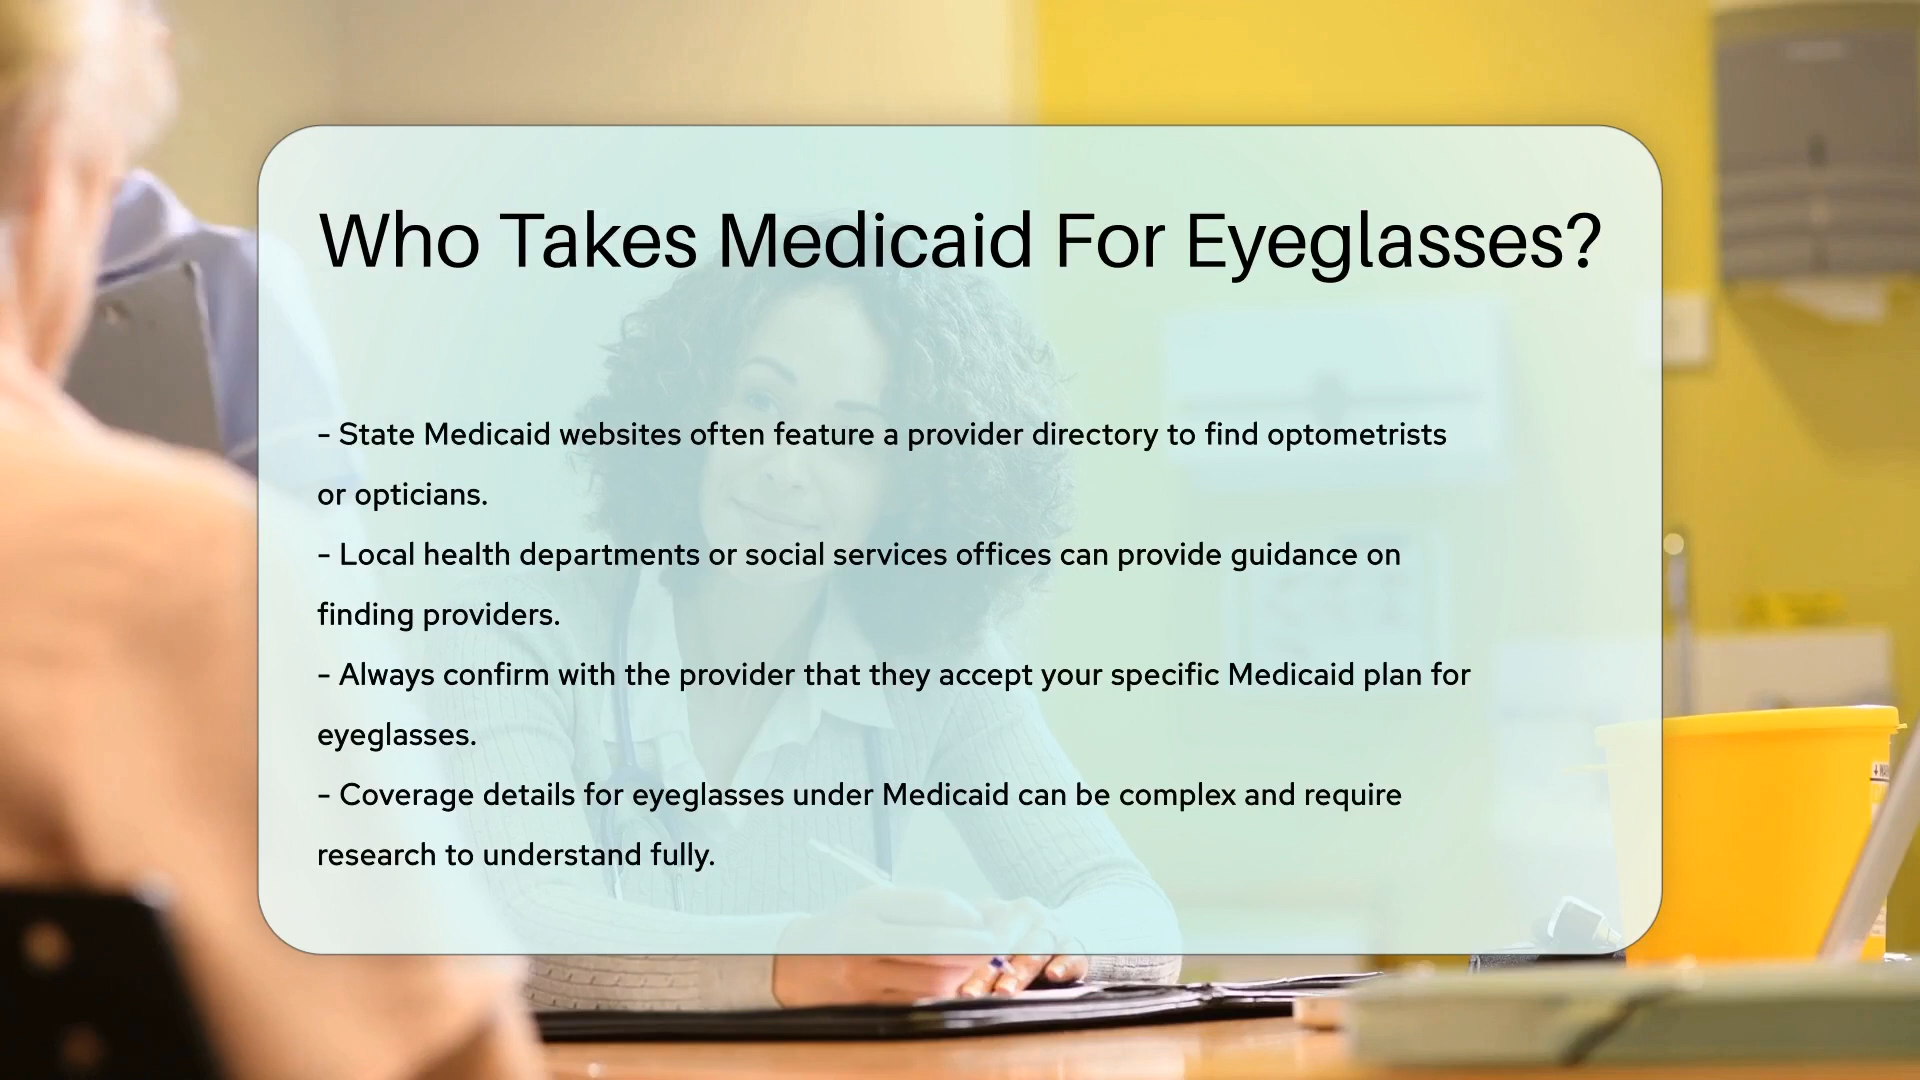 Who Takes Medicaid For Eyeglasses?
- State Medicaid websites often feature a provider directory to find optometrists
or opticians.
- Local health departments or social services offices can provide guidance on
finding providers.
- Always confirm with the provider that they accept your specific Medicaid plan for
eyeglasses.
- Coverage details for eyeglasses under Medicaid can be complex and require
research to understand fully.